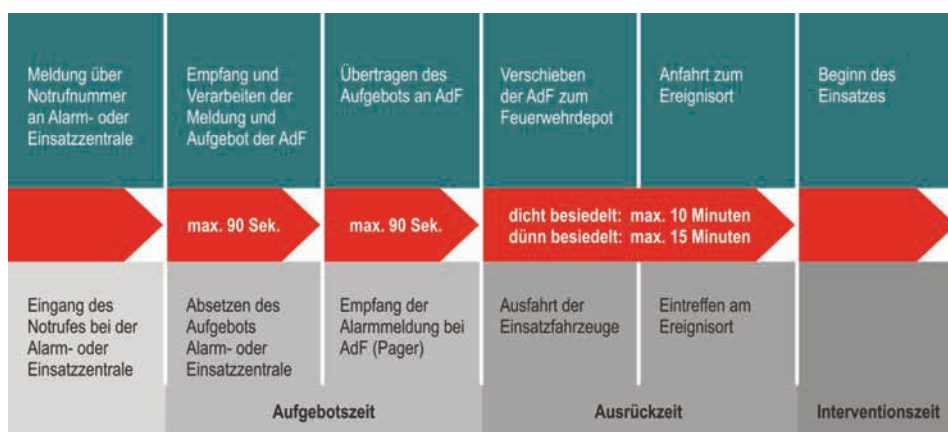 Meldung über
Notrufnummer
an Alarm- oder
Einsatzzentrale
Empfang und
Verarbeiten der
Meldung und
Aufgebot der AdF
Übertragen des
Aufgebots an AdF
Verschieben
der AdF zum
Feuerwehrdepot
Anfahrt zum
Ereignisort
Beginn des
Einsatzes
max. 90 Sek.
max. 90 Sek.
dicht besiedelt: max. 10 Minuten
dünn besiedelt: max. 15 Minuten
Eingang des
Notrufes bei der
Alarm- oder
Einsatzzentrale
Absetzen des
Aufgebots
Alarm- oder
Einsatzzentrale
Empfang der
Alarmmeldung bei
AdF (Pager)
Ausfahrt der
Einsatzfahrzeuge
Eintreffen am
Ereignisort
Aufgebotszeit
Ausrückzeit
Interventionszeit